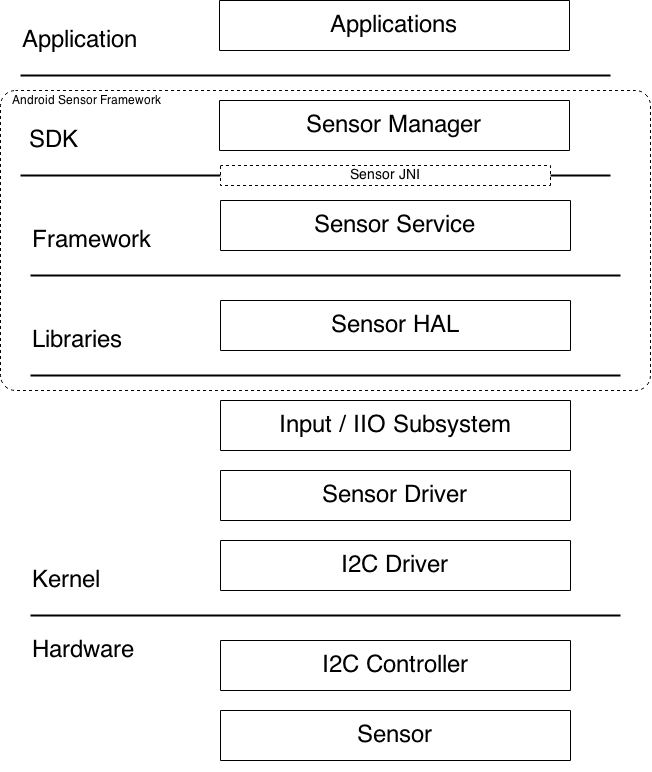 Applications
Application
Android Sensor Framework
Sensor Manager
SDK
Sensor JNI
Sensor Service
Framework
Sensor HAL
Libraries
Input / IIO Subsystem
Sensor Driver
I2C Driver
Kernel
Hardware
I2C Controller
Sensor